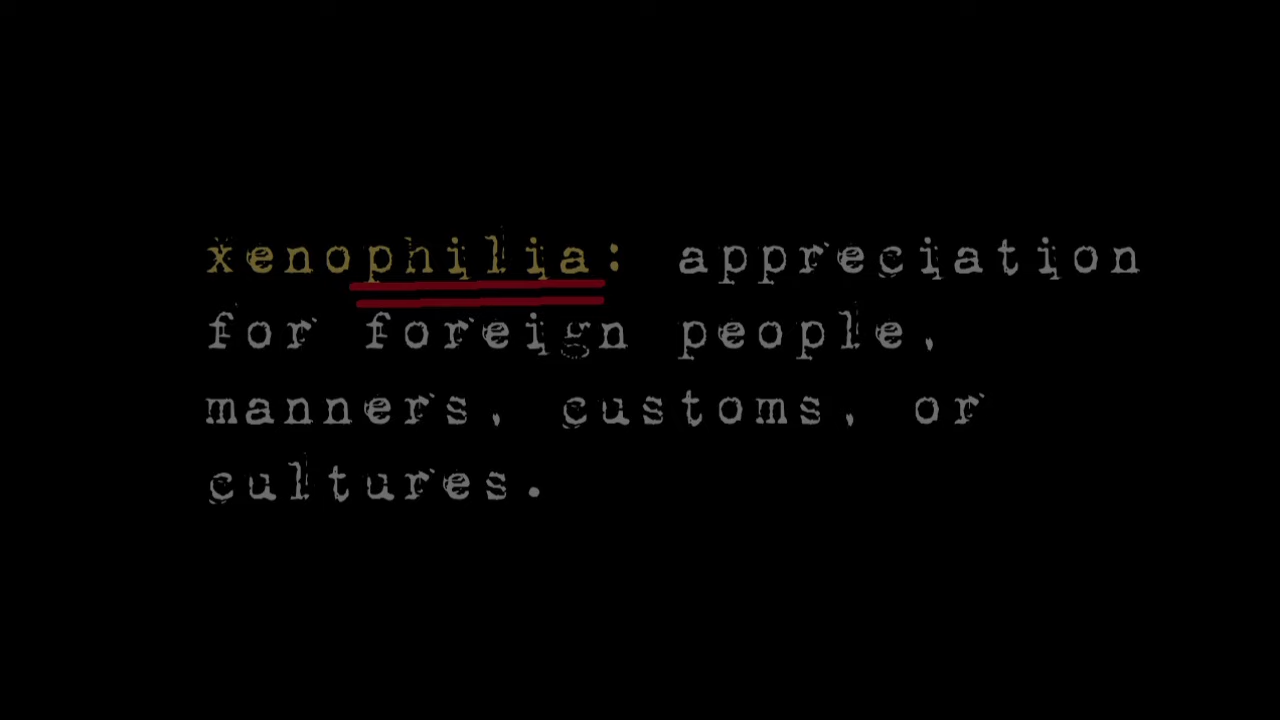 xenophilia: appreciation
for foreign people,
manners, customs, or
cultures.